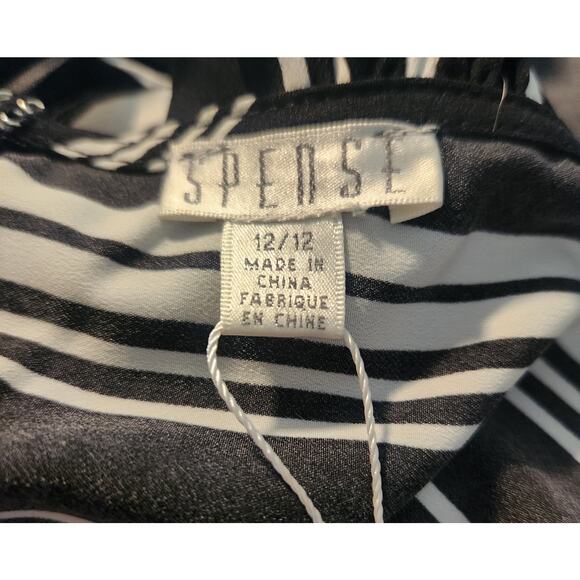 SPENSE
12/12
MADE IN
CHINA
FABRIQUE
EN CHINE